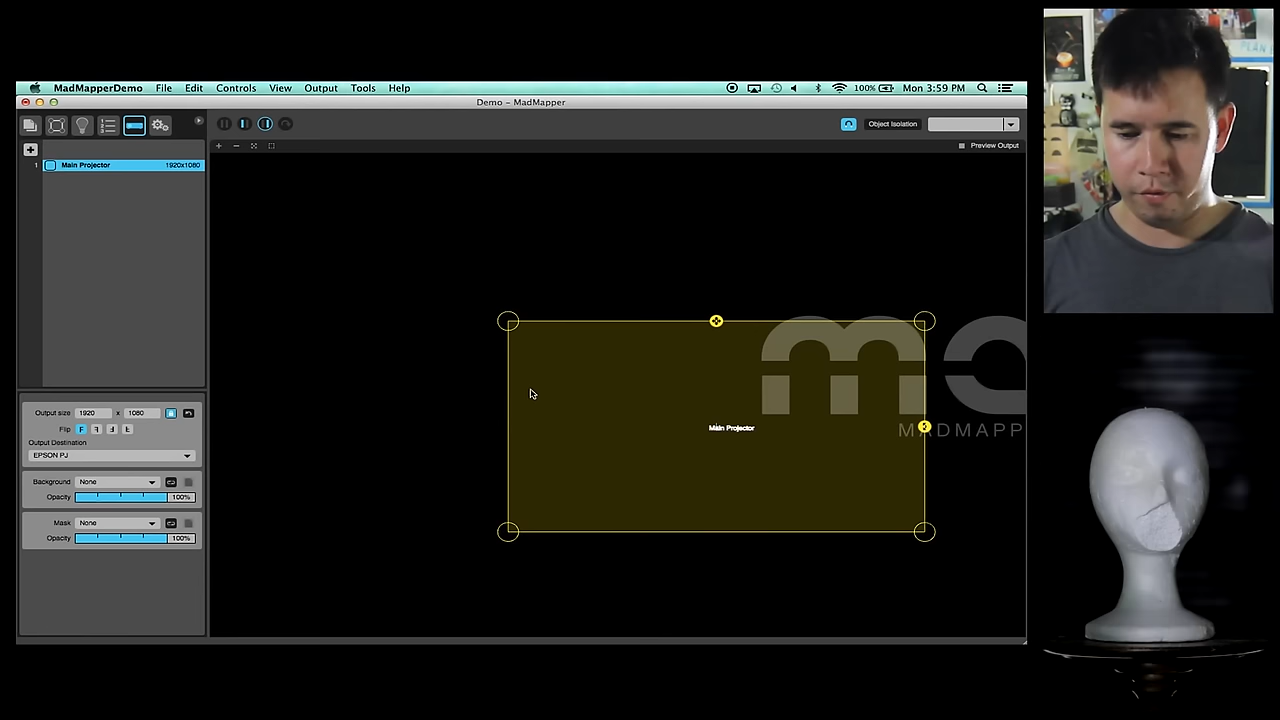 MadMapperDemo File Edit Controls View Output Tools Help 100% Mon 3:59 PM
Demo – MadMapper
Object Isolation
Preview Output
1 Main Projector 1920x1080
Main Projector
MADMAPP
Output size 1920 x 1080
Flip F
Output Destination
EPSON PJ
Background None
Opacity 100%
Mask None
Opacity 100%